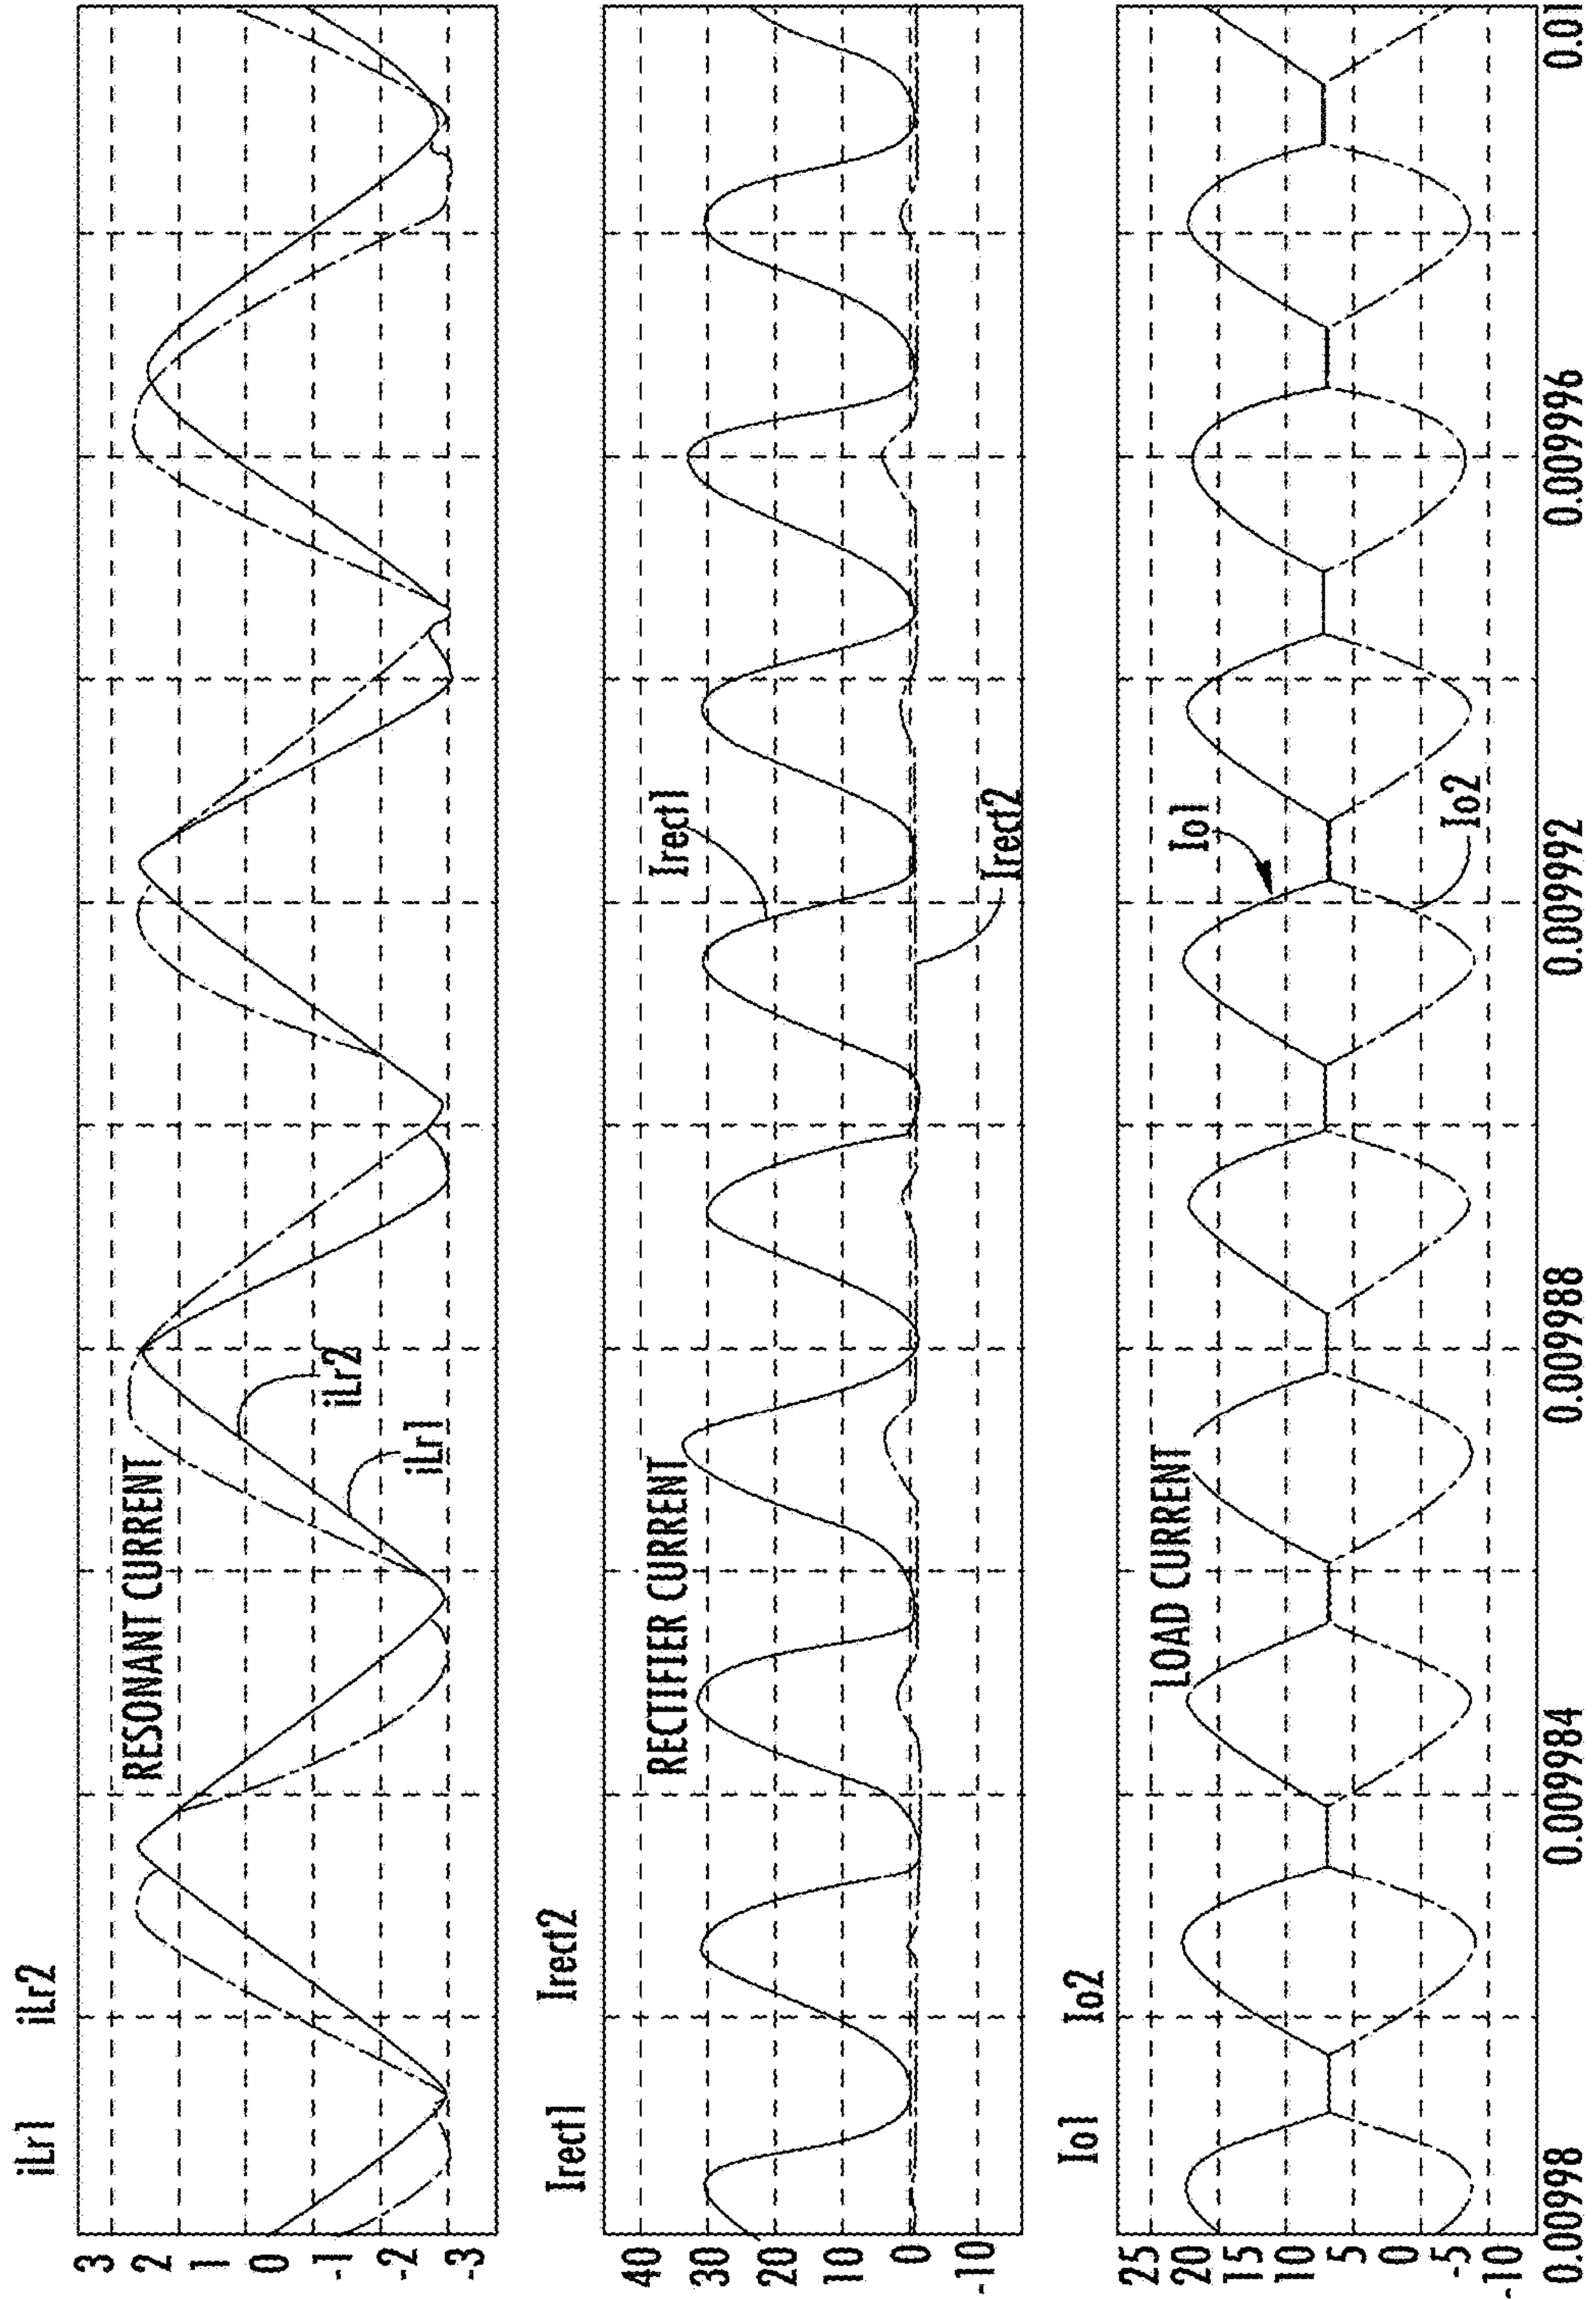 iLr1 iLr2
RESONANT CURRENT
3
2
1
0
-1
-2
-3
iLr2
iLr1
Irect1 Irect2
RECTIFIER CURRENT
40
30
20
10
0
-10
Irect1
Irect2
Io1 Io2
LOAD CURRENT
25
20
15
10
5
0
-5
-10
Io1
Io2
0.00998 0.009984 0.009988 0.009992 0.009996 0.01